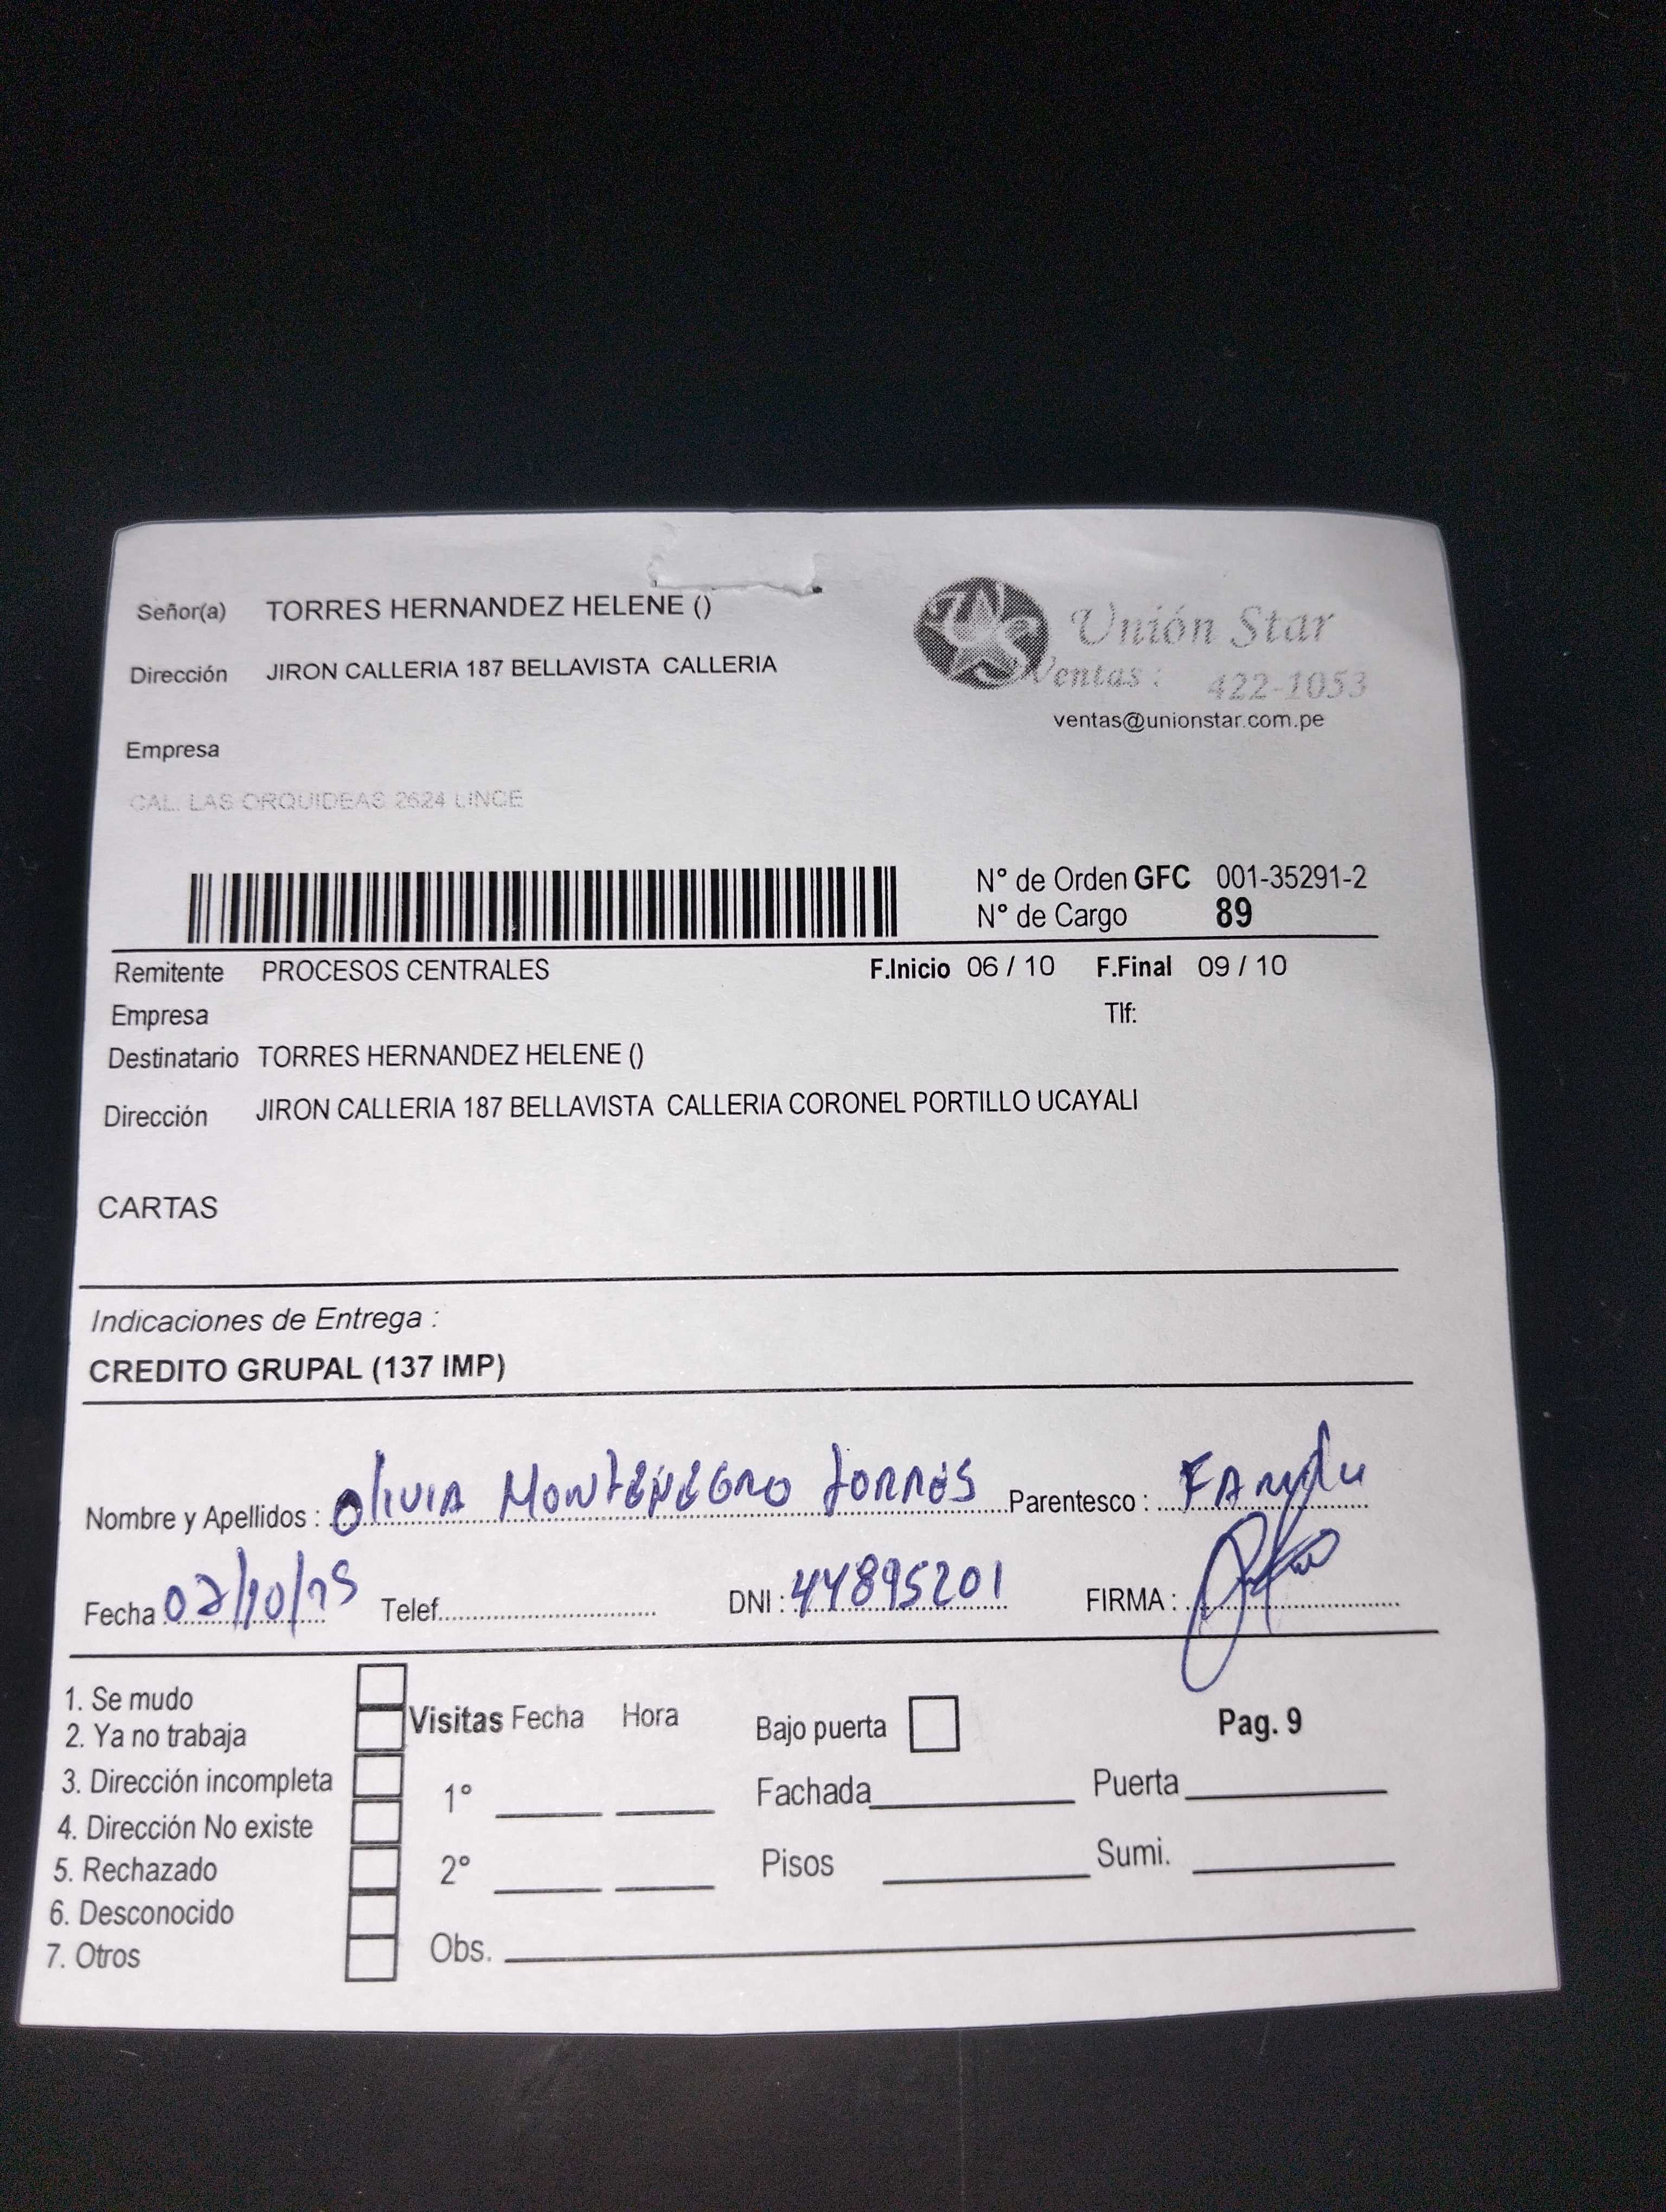 Señor(a) TORRES HERNANDEZ HELENE ()
Dirección JIRON CALLERIA 187 BELLAVISTA CALLERIA
Unión Star
Ventas : 422-1053
ventas@unionstar.com.pe
Empresa
CAL. LAS ORQUIDEAS 2624 LINCE
N° de Orden GFC 001-35291-2
N° de Cargo 89
Remitente PROCESOS CENTRALES F.Inicio 06 / 10 F.Final 09 / 10
Empresa Tlf:
Destinatario TORRES HERNANDEZ HELENE ()
Dirección JIRON CALLERIA 187 BELLAVISTA CALLERIA CORONEL PORTILLO UCAYALI
CARTAS
Indicaciones de Entrega :
CREDITO GRUPAL (137 IMP)
Nombre y Apellidos : Olivia Montenegro Torres Parentesco :
Fecha Telef. DNI : 44895201 FIRMA :
1. Se mudo
2. Ya no trabaja
3. Dirección incompleta
4. Dirección No existe
5. Rechazado
6. Desconocido
7. Otros
Visitas Fecha Hora Bajo puerta Pag. 9
1° Fachada Puerta
2° Pisos Sumi.
Obs.